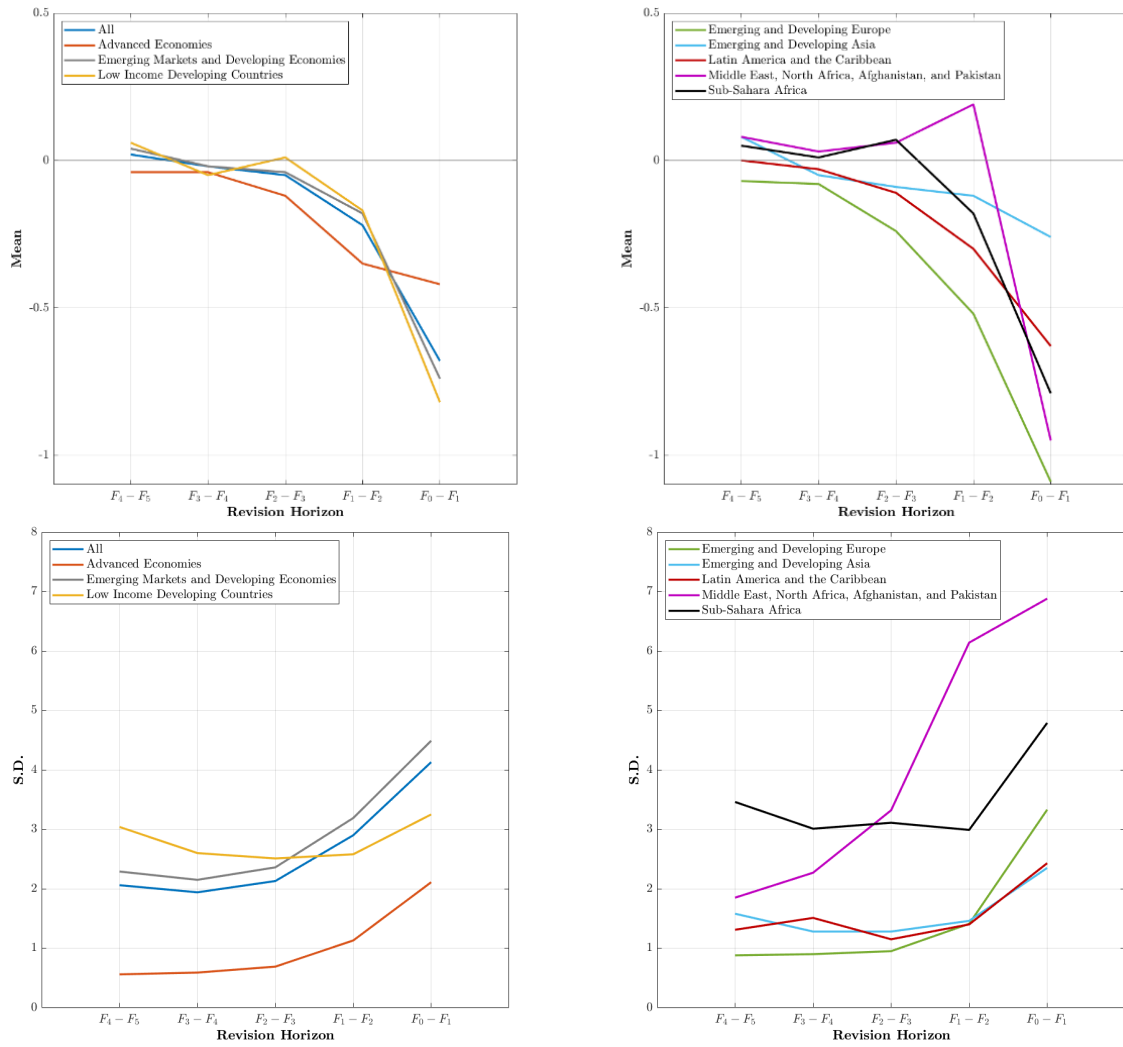 0.5
0
-0.5
-1
Mean
All
Advanced Economies
Emerging Markets and Developing Economies
Low Income Developing Countries
F₄ − F₅ F₃ − F₄ F₂ − F₃ F₁ − F₂ F₀ − F₁
Revision Horizon
0.5
0
-0.5
-1
Mean
Emerging and Developing Europe
Emerging and Developing Asia
Latin America and the Caribbean
Middle East, North Africa, Afghanistan, and Pakistan
Sub-Sahara Africa
F₄ − F₅ F₃ − F₄ F₂ − F₃ F₁ − F₂ F₀ − F₁
Revision Horizon
8
7
6
5
4
3
2
1
0
S.D.
All
Advanced Economies
Emerging Markets and Developing Economies
Low Income Developing Countries
F₄ − F₅ F₃ − F₄ F₂ − F₃ F₁ − F₂ F₀ − F₁
Revision Horizon
8
7
6
5
4
3
2
1
0
S.D.
Emerging and Developing Europe
Emerging and Developing Asia
Latin America and the Caribbean
Middle East, North Africa, Afghanistan, and Pakistan
Sub-Sahara Africa
F₄ − F₅ F₃ − F₄ F₂ − F₃ F₁ − F₂ F₀ − F₁
Revision Horizon